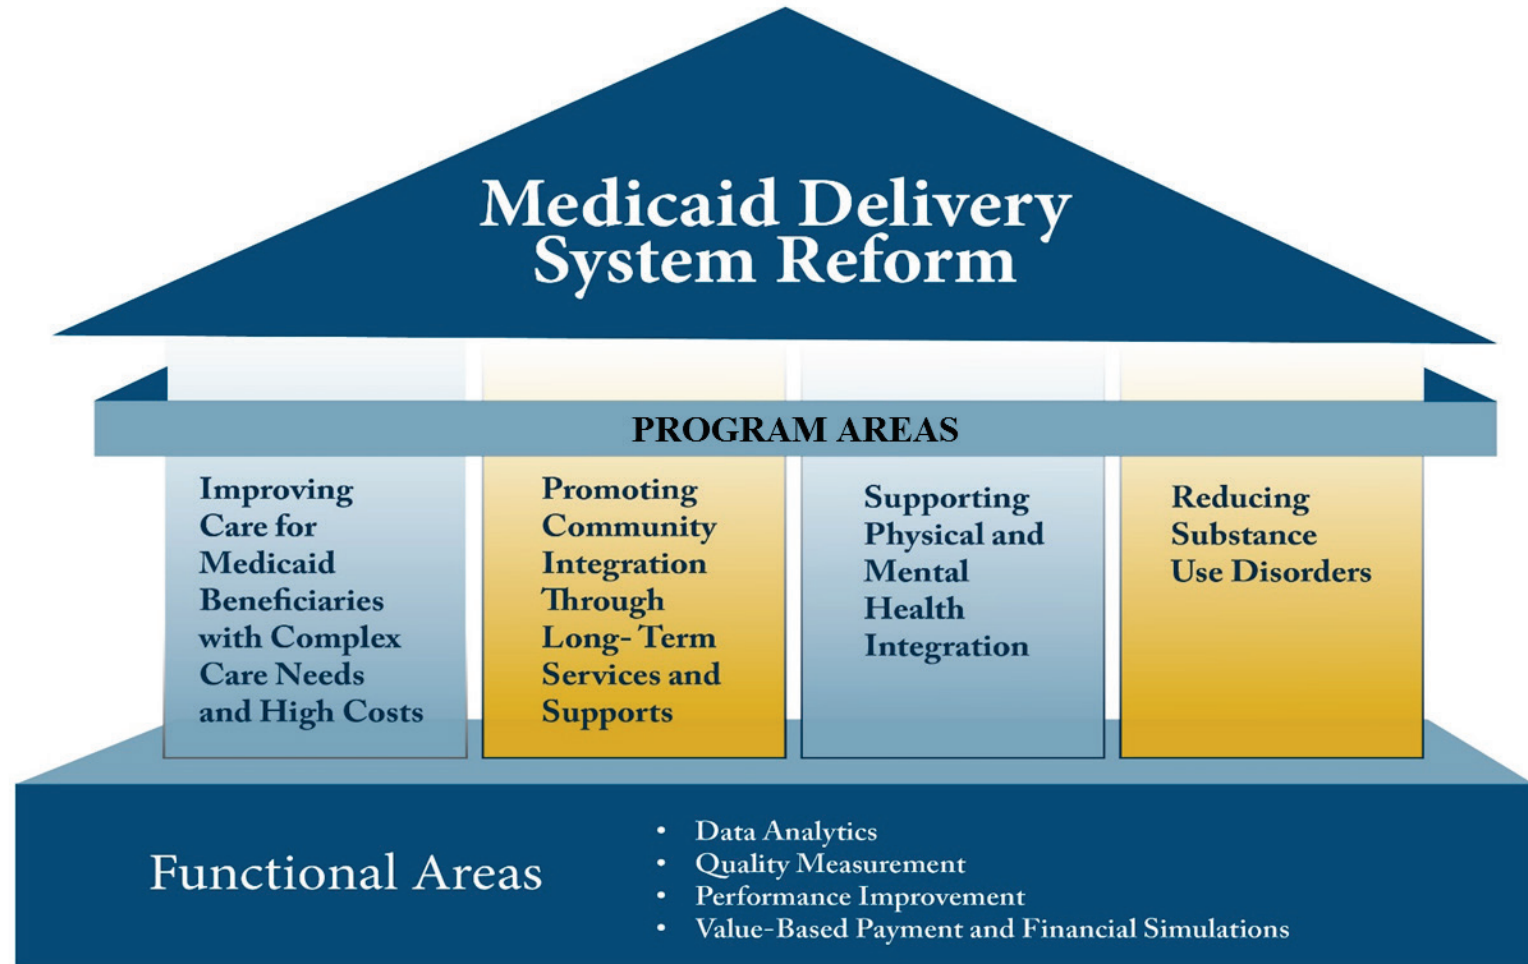 Medicaid Delivery
System Reform
PROGRAM AREAS
Improving
Care for
Medicaid
Beneficiaries
with Complex
Care Needs
and High Costs
Promoting
Community
Integration
Through
Long- Term
Services and
Supports
Supporting
Physical and
Mental
Health
Integration
Reducing
Substance
Use Disorders
Functional Areas
• Data Analytics
• Quality Measurement
• Performance Improvement
• Value-Based Payment and Financial Simulations